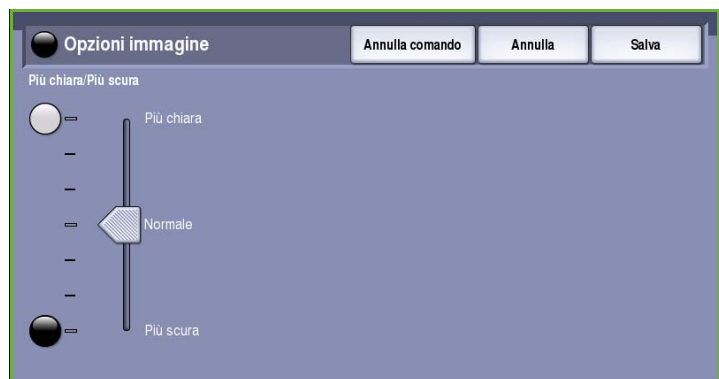 Opzioni immagine
Annulla comando
Annulla
Salva
Più chiara/Più scura
Più chiara
Normale
Più scura